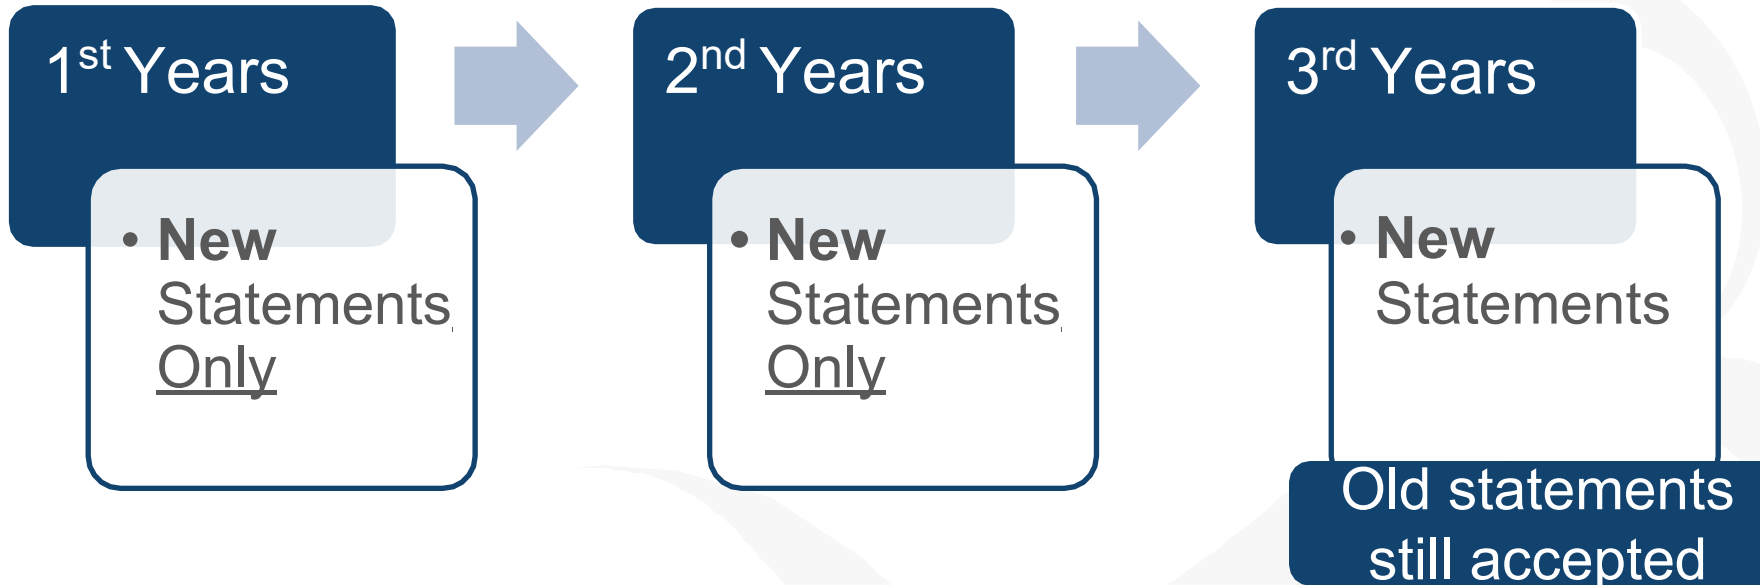 1st Years
• New
Statements
Only
2nd Years
• New
Statements
Only
3rd Years
• New
Statements
Old statements
still accepted